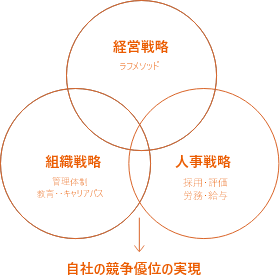 経営戦略
ラフメソッド
組織戦略
管理体制
教育・・キャリアパス
人事戦略
採用・評価
労務・給与
自社の競争優位の実現